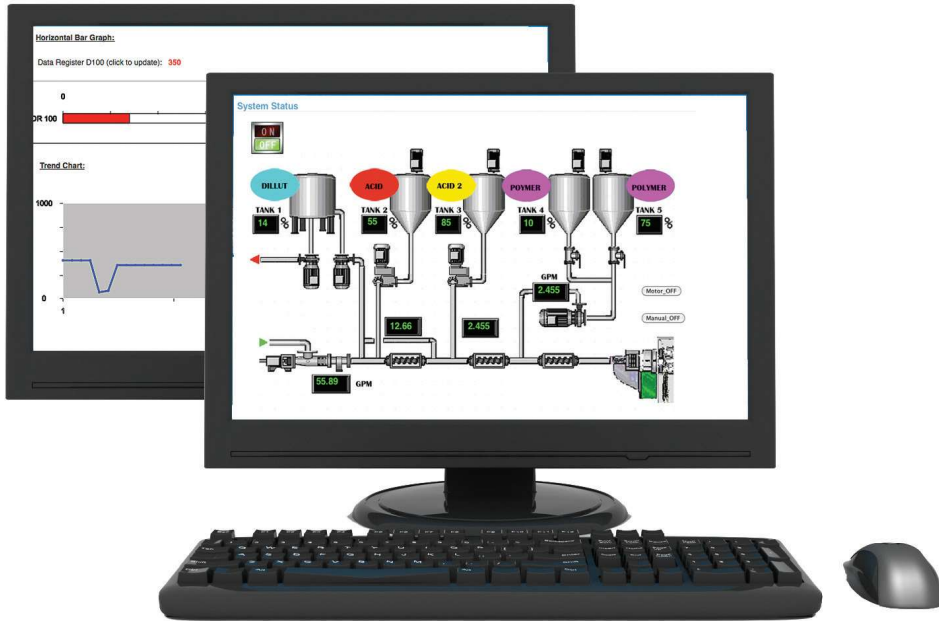 Horizontal Bar Graph:
Data Register D100 (click to update): 350
0
DR 100
Trend Chart:
1000
0
1
System Status
ON
OFF
DILLUT
ACID
ACID 2
POYMER
POLYMER
TANK 1
TANK 2
TANK 3
TANK 4
TANK 5
14 %
55 %
85 %
10 %
75 %
GPM
2.455
Motor_OFF
Manual_OFF
12.66
2.455
55.89 GPM